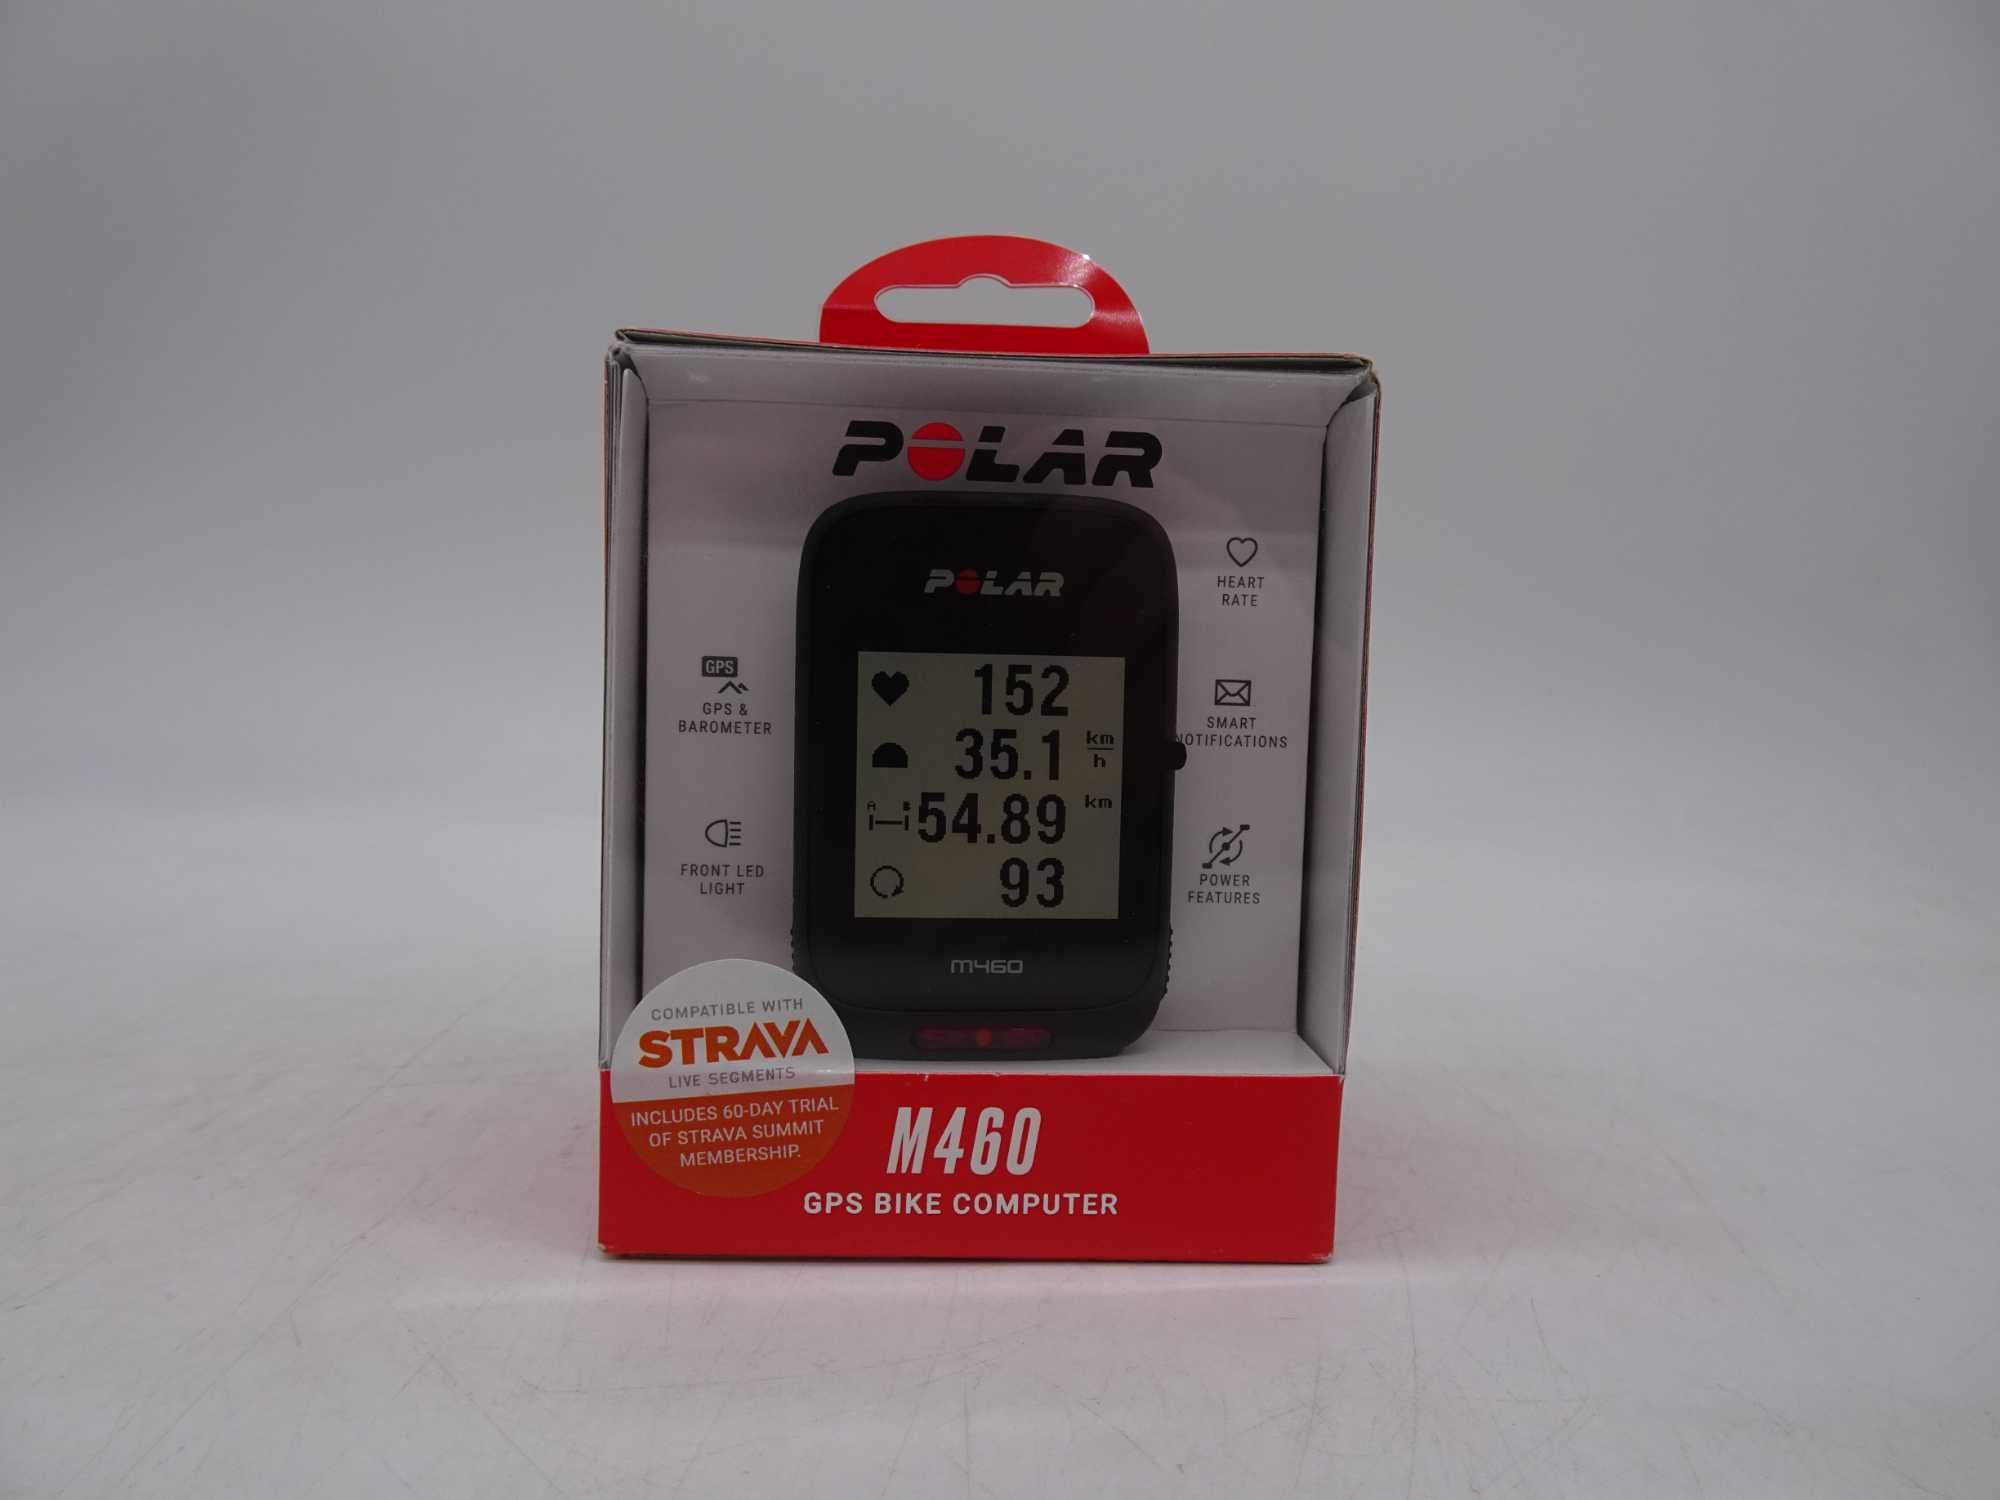 POLAR
POLAR
HEART
RATE
GPS
GPS &
BAROMETER
SMART
NOTIFICATIONS
FRONT LED
LIGHT
POWER
FEATURES
152
35.1 km
h
A B 54.89 km
93
M460
COMPATIBLE WITH
STRAVA
LIVE SEGMENTS
INCLUDES 60-DAY TRIAL
OF STRAVA SUMMIT
MEMBERSHIP.
M460
GPS BIKE COMPUTER